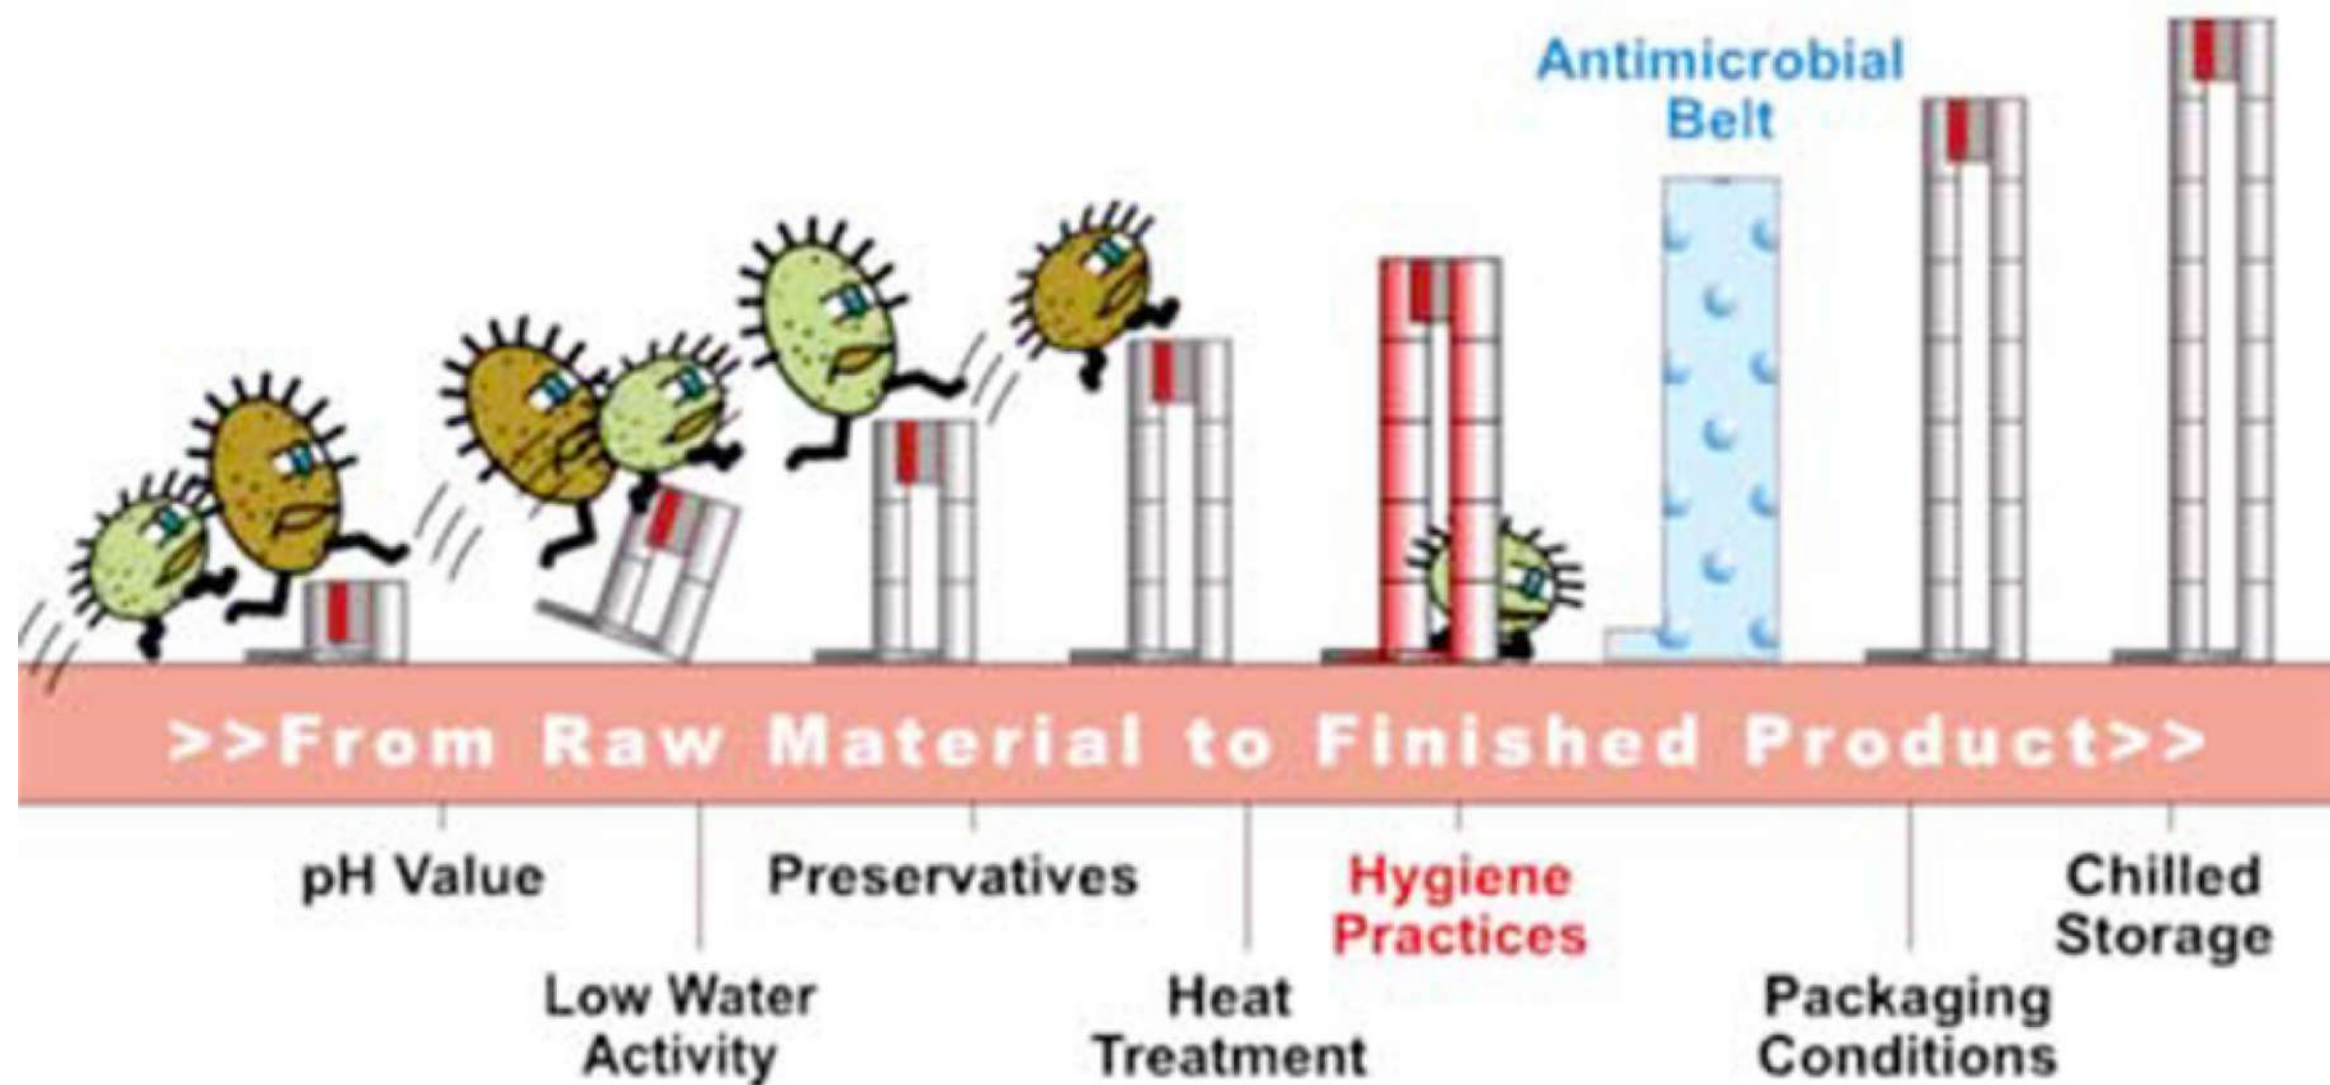 Antimicrobial
Belt
>>From Raw Material to Finished Product>>
pH Value
Low Water
Activity
Preservatives
Heat
Treatment
Hygiene
Practices
Packaging
Conditions
Chilled
Storage